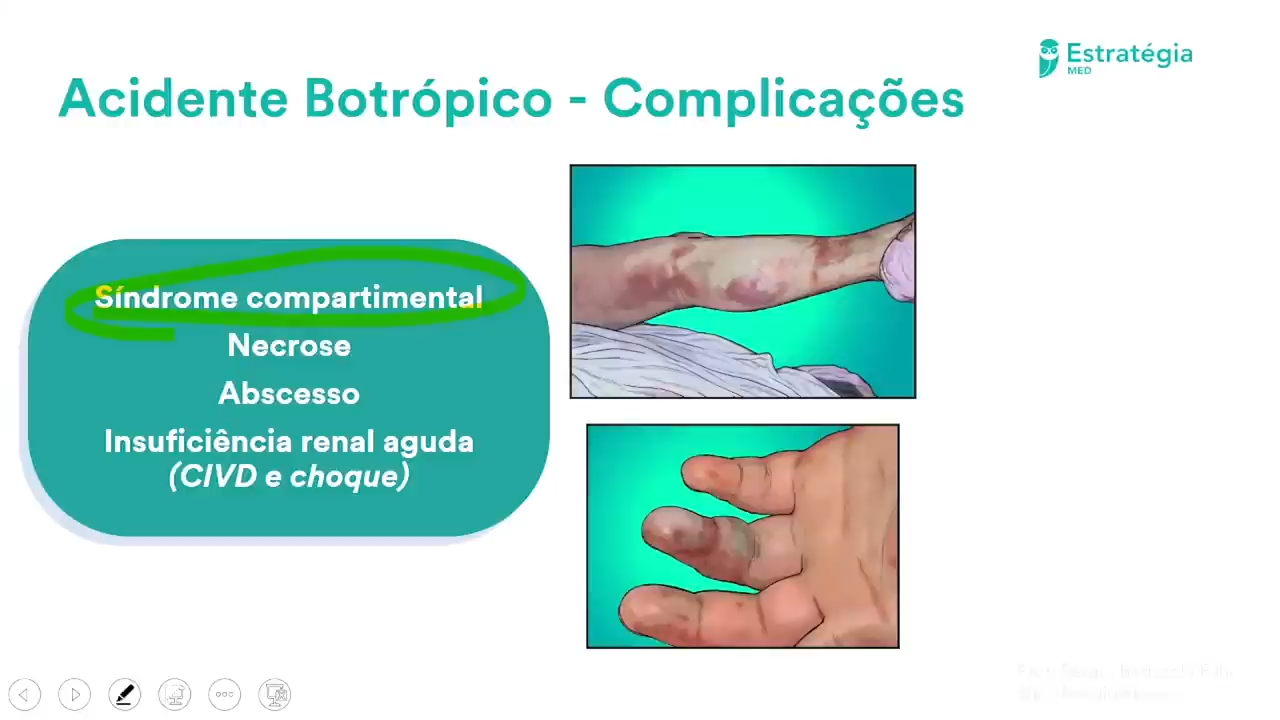 Estratégia
MED
Acidente Botrópico - Complicações
Síndrome compartimental
Necrose
Abscesso
Insuficiência renal aguda
(CIVD e choque)